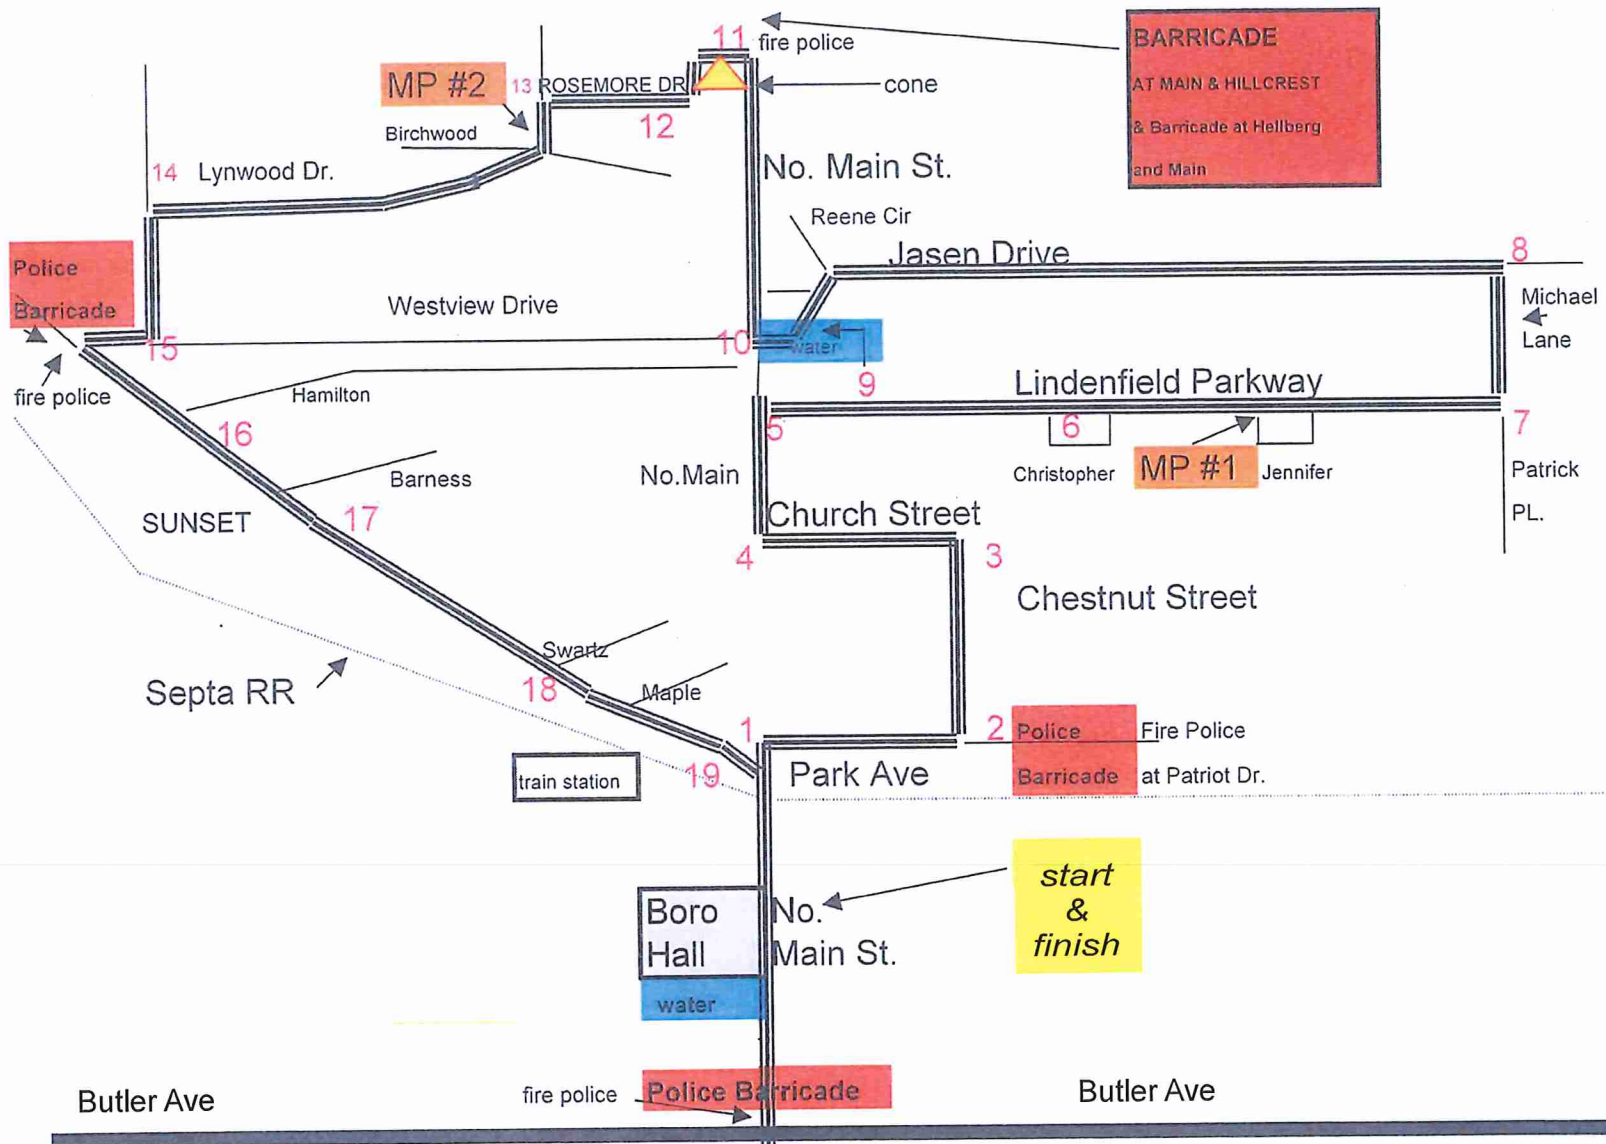 11
fire police
BARRICADE
AT MAIN & HILLCREST
& Barricade at Hellberg
and Main
MP #2
13 ROSEMORE DR
cone
12
Birchwood
14 Lynwood Dr.
No. Main St.
Reene Cir
Jasen Drive
8
Police
Barricade
Westview Drive
Michael
Lane
15
10
water
9
fire police
Hamilton
Lindenfield Parkway
16
5
6
7
Christopher
MP #1
Jennifer
Patrick
PL.
Barness
No.Main
SUNSET
17
Church Street
4
3
Chestnut Street
Swartz
Septa RR
18
Maple
1
2
Police
Barricade
Fire Police
at Patriot Dr.
train station
19
Park Ave
start
&
finish
Boro
Hall
No.
Main St.
water
fire police
Police Barricade
Butler Ave
Butler Ave